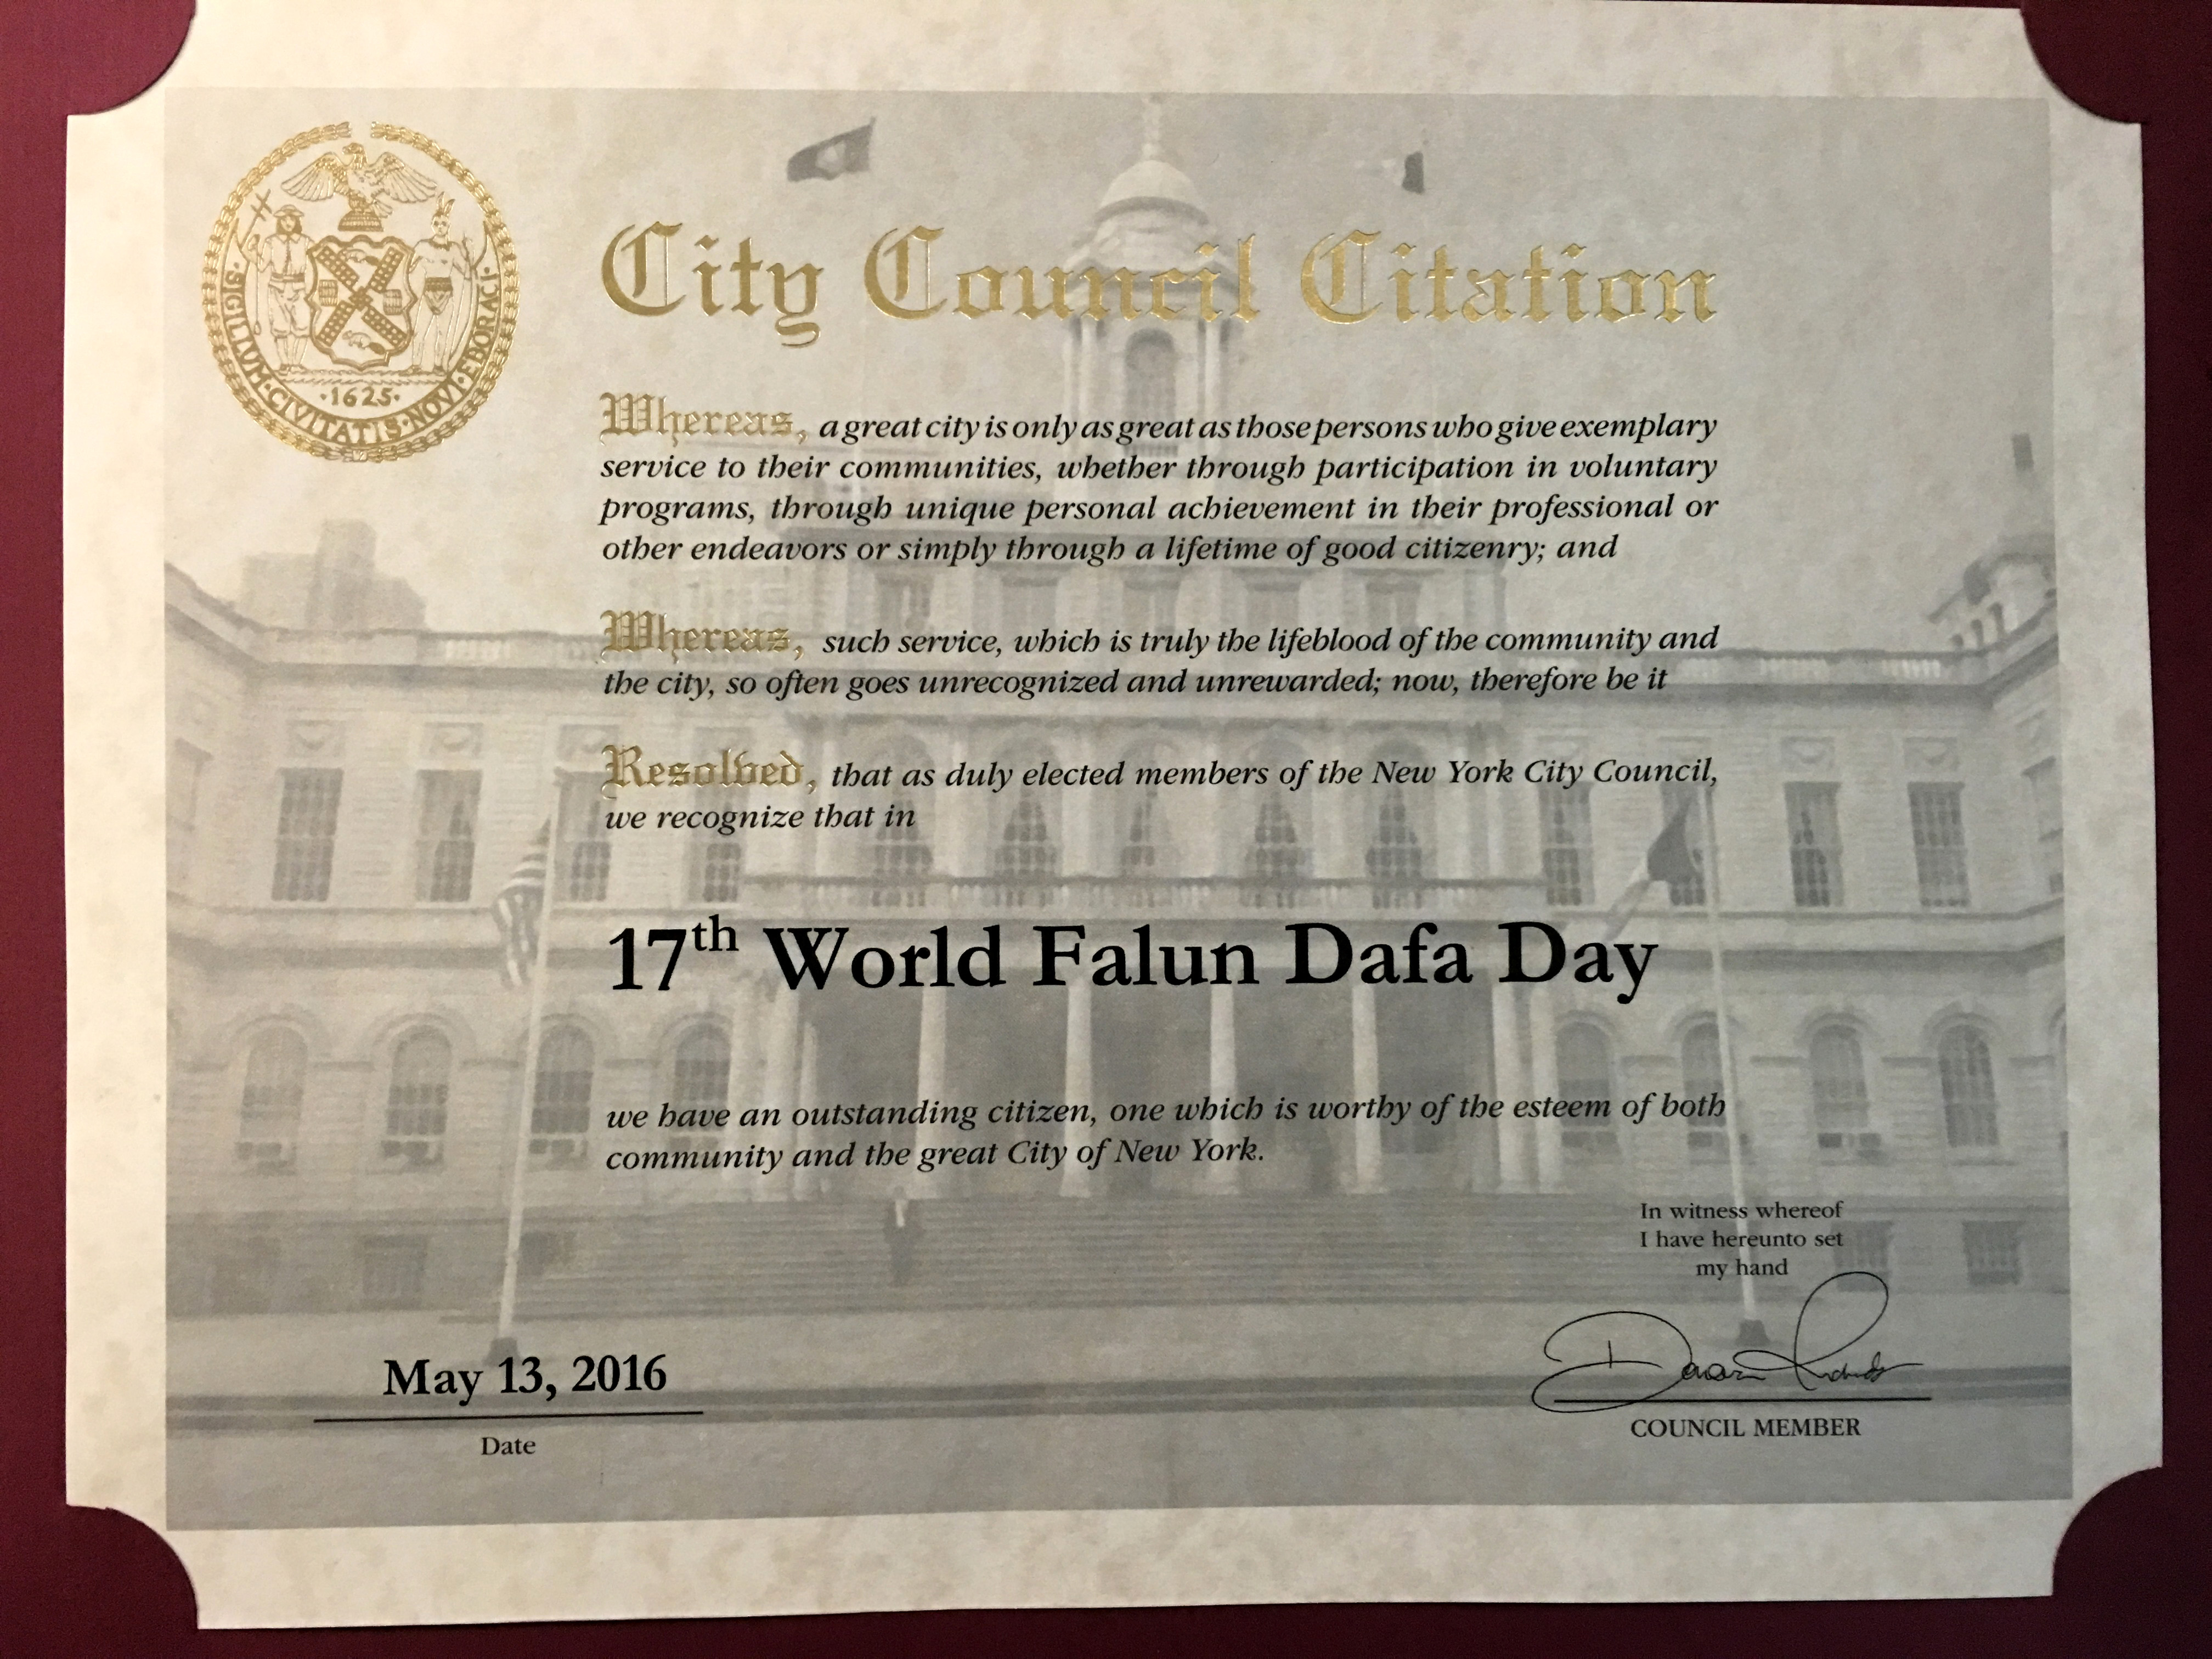 SIGILLUM·CIVITATIS·NOVI·EBORACI·
·1625·
City Council Citation
Whereas, a great city is only as great as those persons who give exemplary
service to their communities, whether through participation in voluntary
programs, through unique personal achievement in their professional or
other endeavors or simply through a lifetime of good citizenry; and
Whereas, such service, which is truly the lifeblood of the community and
the city, so often goes unrecognized and unrewarded; now, therefore be it
Resolved, that as duly elected members of the New York City Council,
we recognize that in
17th World Falun Dafa Day
we have an outstanding citizen, one which is worthy of the esteem of both
community and the great City of New York.
In witness whereof
I have hereunto set
my hand
May 13, 2016
Date
COUNCIL MEMBER